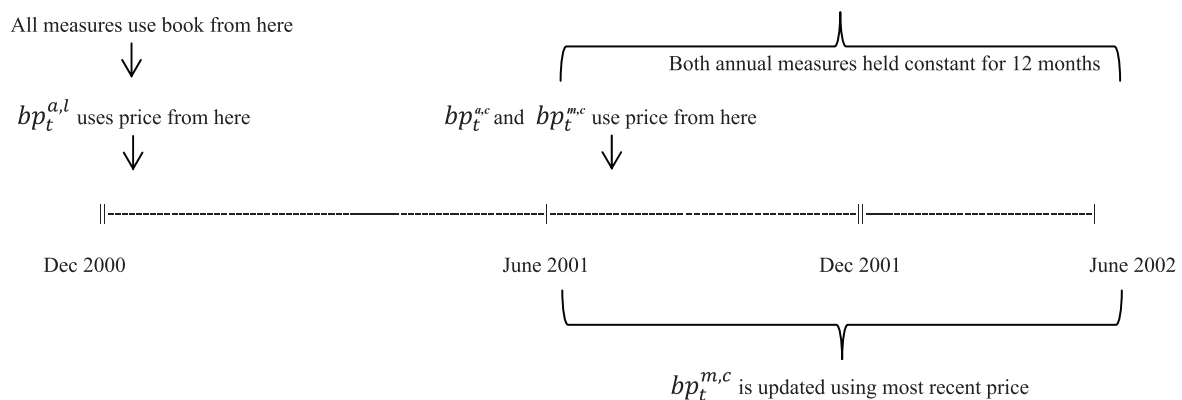 All measures use book from here
Both annual measures held constant for 12 months
bp_t^{a,l} uses price from here
bp_t^{a,c} and bp_t^{m,c} use price from here
Dec 2000
June 2001
Dec 2001
June 2002
bp_t^{m,c} is updated using most recent price